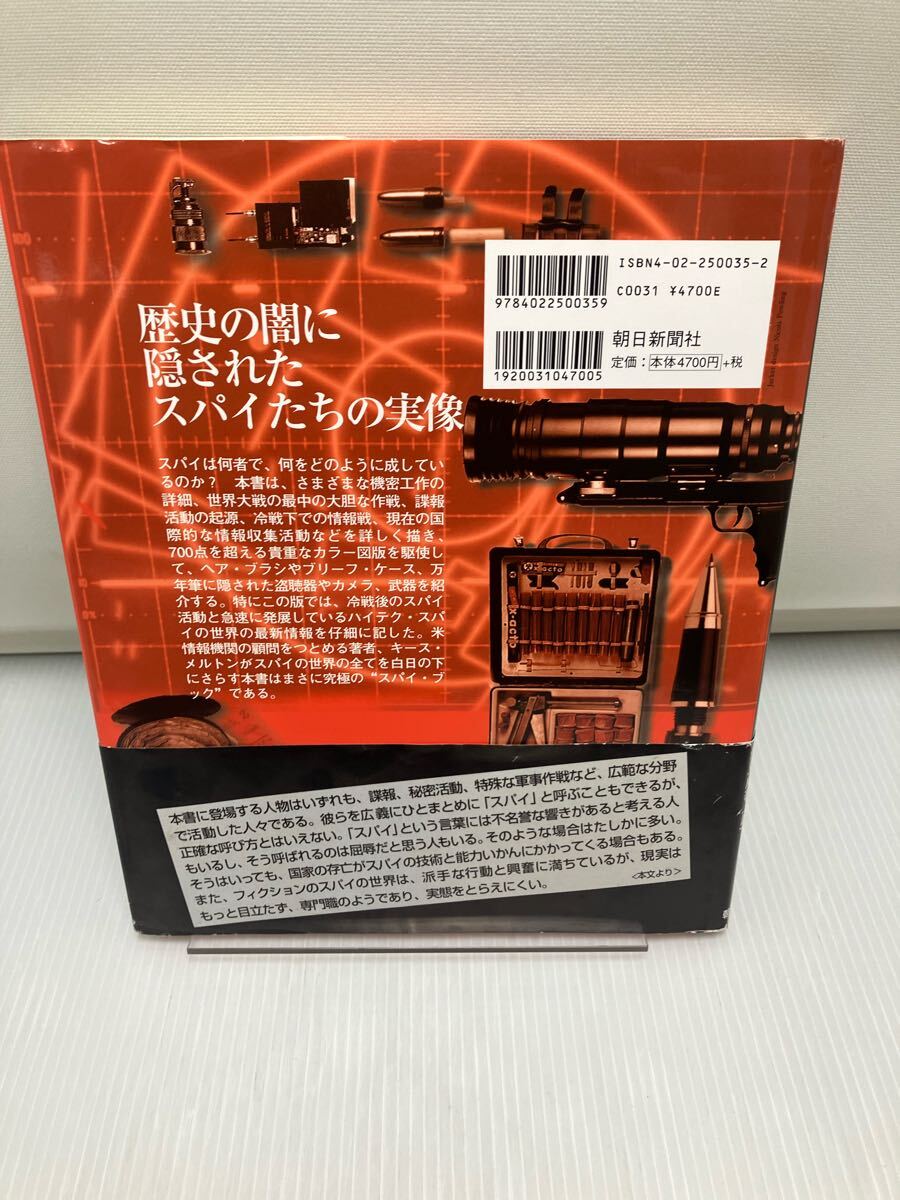 ISBN4-02-250035-2
9784022500359
C0031 ¥4700E
朝日新聞社
1920031047005
定価：本体4700円+税
Jacket design: Nicola Powling
歴史の闇に
隠された
スパイたちの実像
スパイは何者で、何をどのように成してい
るのか？　本書は、さまざまな機密工作の
詳細、世界大戦の最中の大胆な作戦、諜報
活動の起源、冷戦下での情報戦、現在の国
際的な情報収集活動などを詳しく描き、
700点を超える貴重なカラー図版を駆使し
て、ヘア・ブラシやブリーフ・ケース、万
年筆に隠された盗聴器やカメラ、武器を紹
介する。特にこの版では、冷戦後のスパイ
活動と急速に発展しているハイテク・スパ
イの世界の最新情報を仔細に記した。米
情報機関の顧問をつとめる著者、キース・
メルトンがスパイの世界の全てを白日の下
にさらす本書はまさに究極の“スパイ・ブ
ック”である。
x-acto
x-acto
本書に登場する人物はいずれも、諜報、秘密活動、特殊な軍事作戦など、広範な分野
で活動した人々である。彼らを広義にひとまとめに「スパイ」と呼ぶこともできるが、
正確な呼び方とはいえない。「スパイ」という言葉には不名誉な響きがあると考える人
もいるし、そう呼ばれるのは屈辱だと思う人もいる。そのような場合はたしかに多い。
そうはいっても、国家の存亡がスパイの技術と能力いかんにかかってくる場合もある。
また、フィクションのスパイの世界は、派手な行動と興奮に満ちているが、現実は
もっと目立たず、専門職のようであり、実態をとらえにくい。
<本文より>